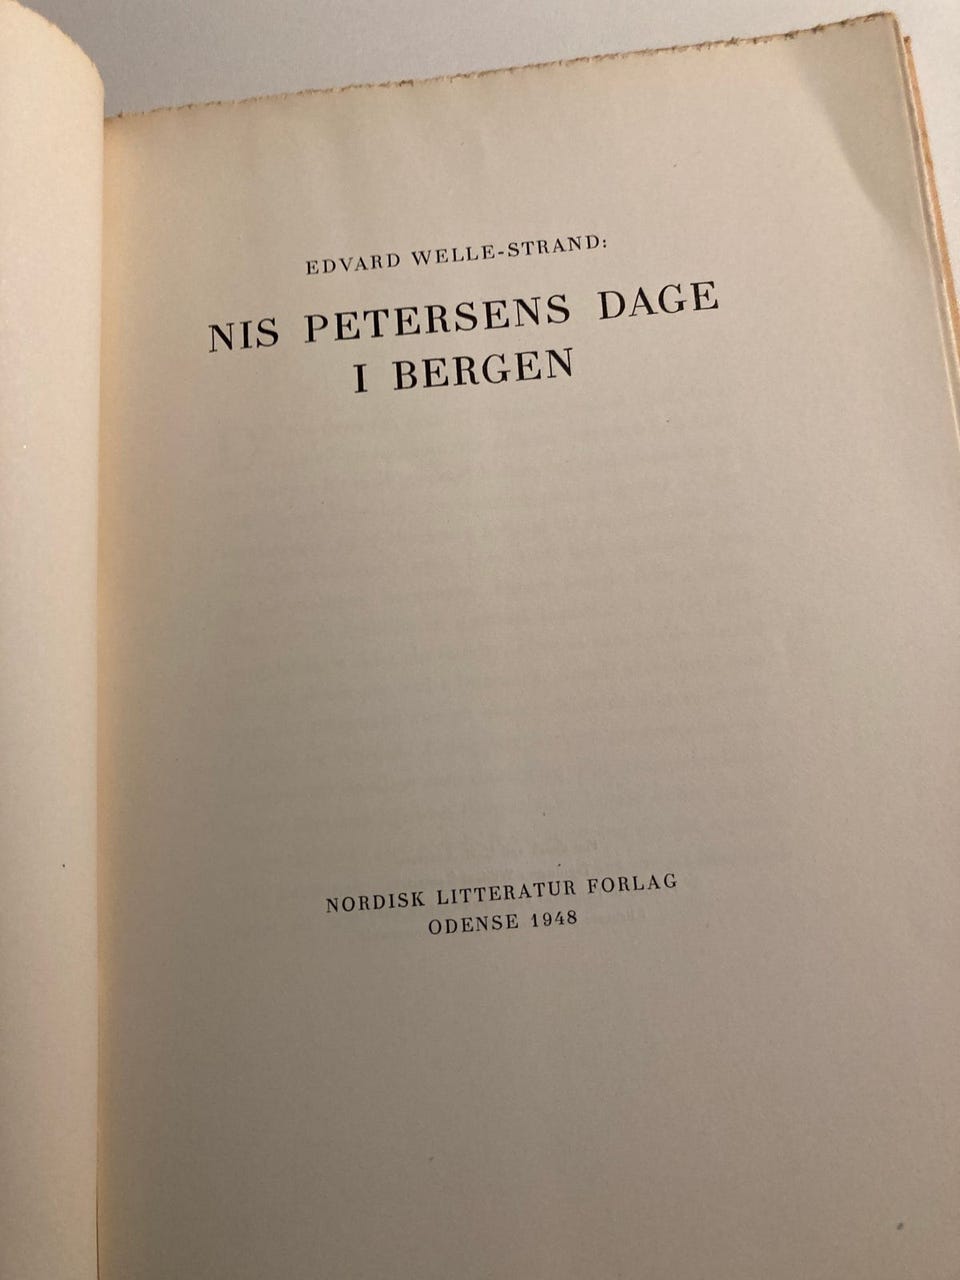 EDVARD WELLE-STRAND:
NIS PETERSENS DAGE
I BERGEN
NORDISK LITTERATUR FORLAG
ODENSE 1948